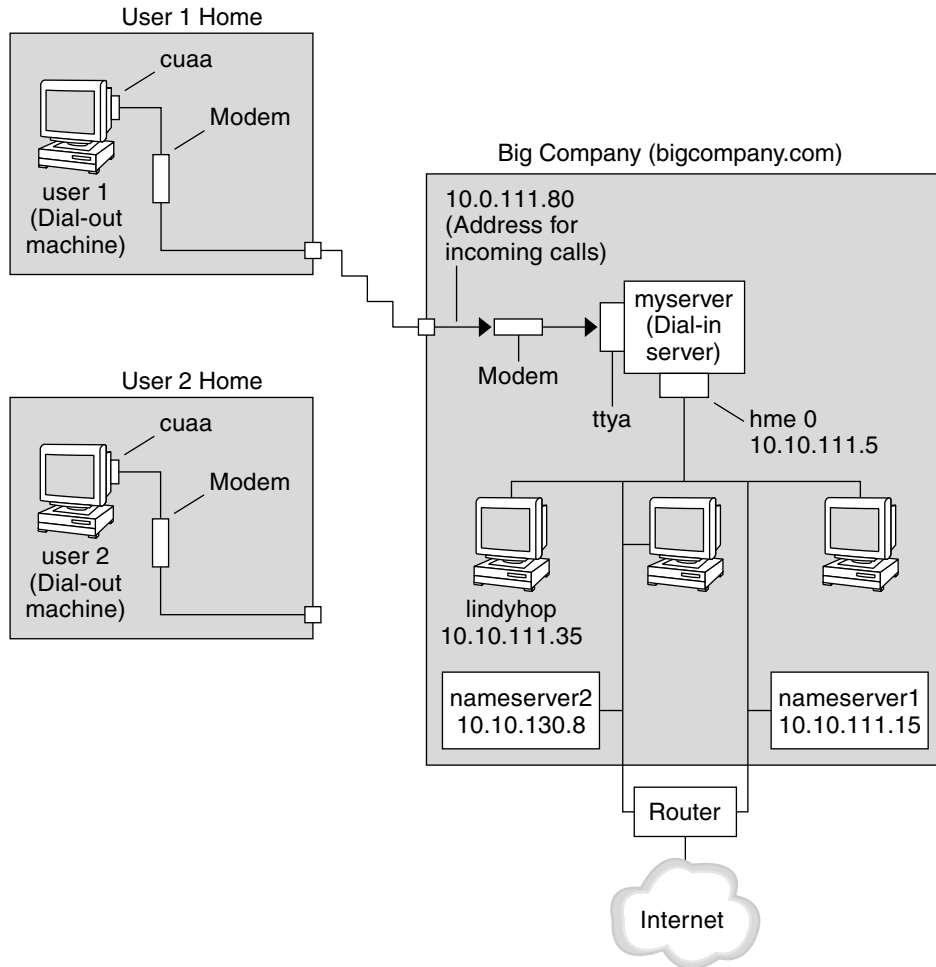 User 1 Home
cuaa
Modem
user 1
(Dial-out
machine)
Big Company (bigcompany.com)
10.0.111.80
(Address for
incoming calls)
myserver
(Dial-in
server)
Modem
ttya
hme 0
10.10.111.5
User 2 Home
cuaa
Modem
user 2
(Dial-out
machine)
lindyhop
10.10.111.35
nameserver2
10.10.130.8
nameserver1
10.10.111.15
Router
Internet